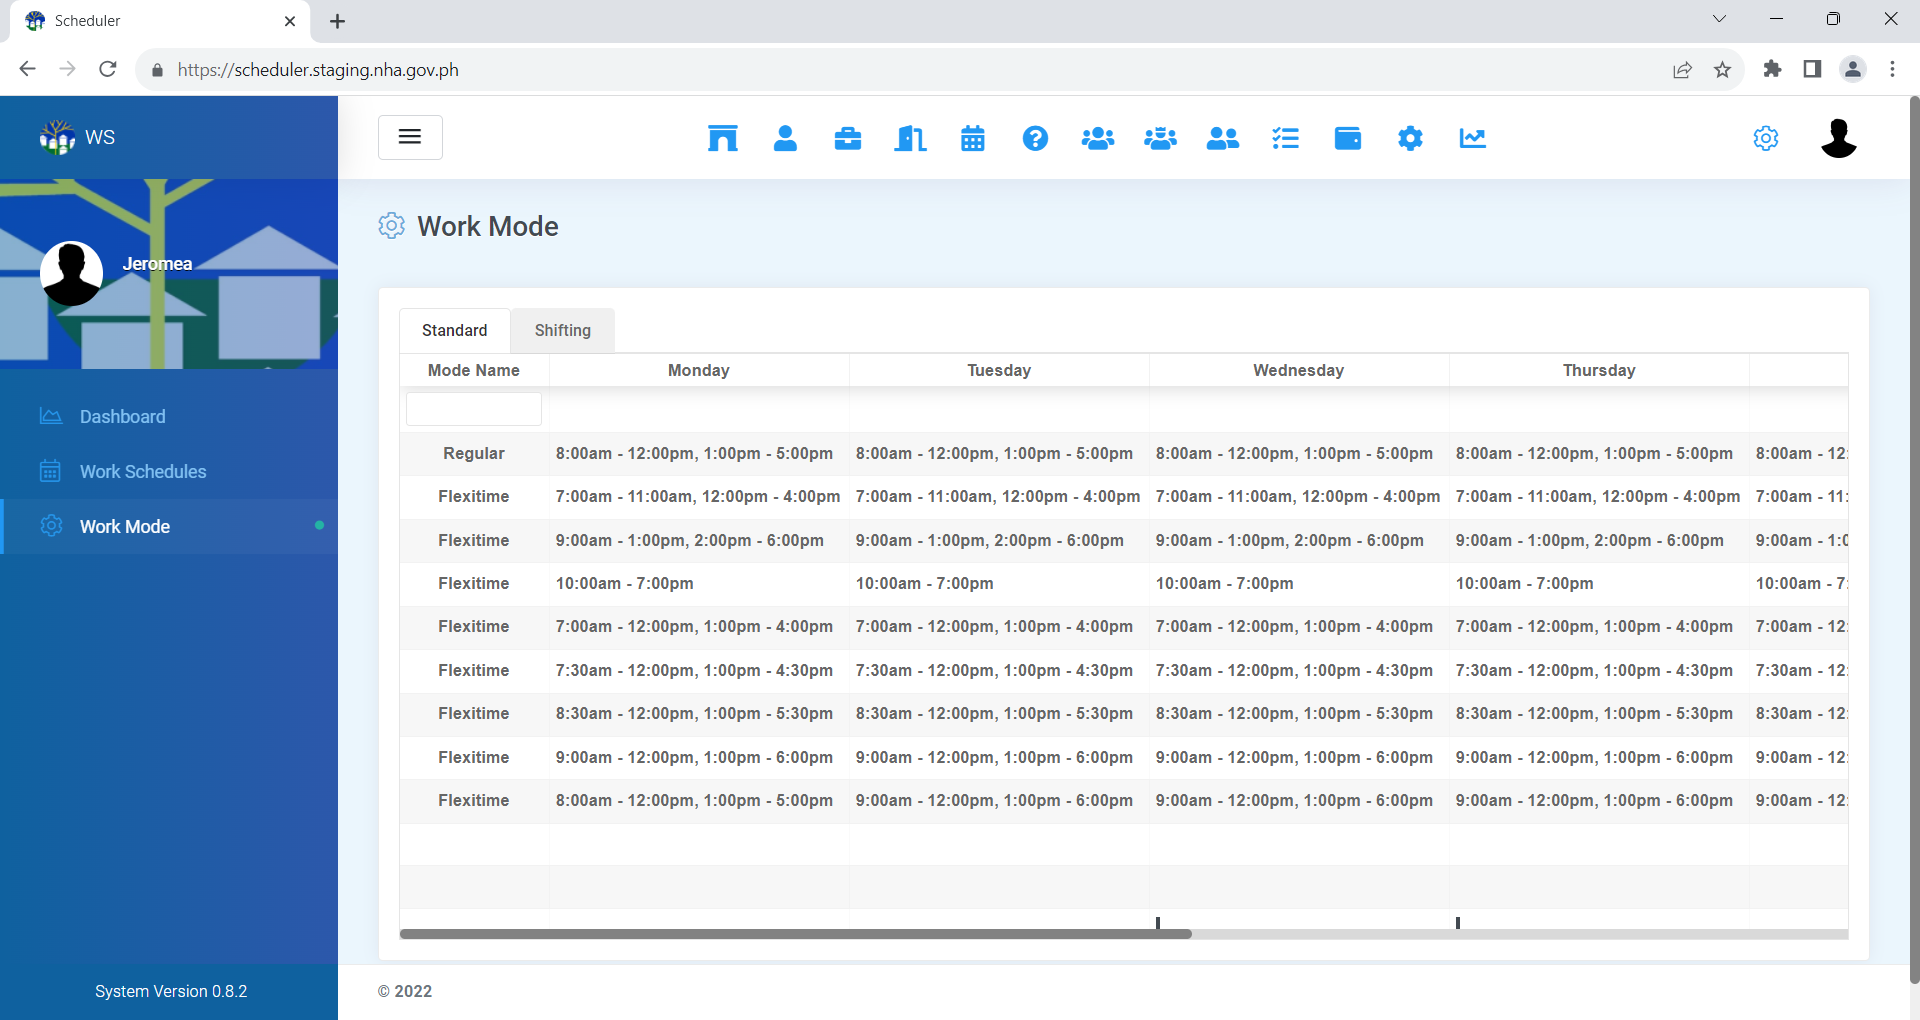 Scheduler
https://scheduler.staging.nha.gov.ph
WS
Jeromea
Dashboard
Work Schedules
Work Mode
System Version 0.8.2
Work Mode
Standard Shifting
Mode Name Monday Tuesday Wednesday Thursday
Regular 8:00am - 12:00pm, 1:00pm - 5:00pm 8:00am - 12:00pm, 1:00pm - 5:00pm 8:00am - 12:00pm, 1:00pm - 5:00pm 8:00am - 12:00pm, 1:00pm - 5:00pm 8:00am - 12:
Flexitime 7:00am - 11:00am, 12:00pm - 4:00pm 7:00am - 11:00am, 12:00pm - 4:00pm 7:00am - 11:00am, 12:00pm - 4:00pm 7:00am - 11:00am, 12:00pm - 4:00pm 7:00am - 11:
Flexitime 9:00am - 1:00pm, 2:00pm - 6:00pm 9:00am - 1:00pm, 2:00pm - 6:00pm 9:00am - 1:00pm, 2:00pm - 6:00pm 9:00am - 1:00pm, 2:00pm - 6:00pm 9:00am - 1:0
Flexitime 10:00am - 7:00pm 10:00am - 7:00pm 10:00am - 7:00pm 10:00am - 7:00pm 10:00am - 7:
Flexitime 7:00am - 12:00pm, 1:00pm - 4:00pm 7:00am - 12:00pm, 1:00pm - 4:00pm 7:00am - 12:00pm, 1:00pm - 4:00pm 7:00am - 12:00pm, 1:00pm - 4:00pm 7:00am - 12:
Flexitime 7:30am - 12:00pm, 1:00pm - 4:30pm 7:30am - 12:00pm, 1:00pm - 4:30pm 7:30am - 12:00pm, 1:00pm - 4:30pm 7:30am - 12:00pm, 1:00pm - 4:30pm 7:30am - 12:
Flexitime 8:30am - 12:00pm, 1:00pm - 5:30pm 8:30am - 12:00pm, 1:00pm - 5:30pm 8:30am - 12:00pm, 1:00pm - 5:30pm 8:30am - 12:00pm, 1:00pm - 5:30pm 8:30am - 12:
Flexitime 9:00am - 12:00pm, 1:00pm - 6:00pm 9:00am - 12:00pm, 1:00pm - 6:00pm 9:00am - 12:00pm, 1:00pm - 6:00pm 9:00am - 12:00pm, 1:00pm - 6:00pm 9:00am - 12:
Flexitime 8:00am - 12:00pm, 1:00pm - 5:00pm 9:00am - 12:00pm, 1:00pm - 6:00pm 9:00am - 12:00pm, 1:00pm - 6:00pm 9:00am - 12:00pm, 1:00pm - 6:00pm 9:00am - 12:
© 2022